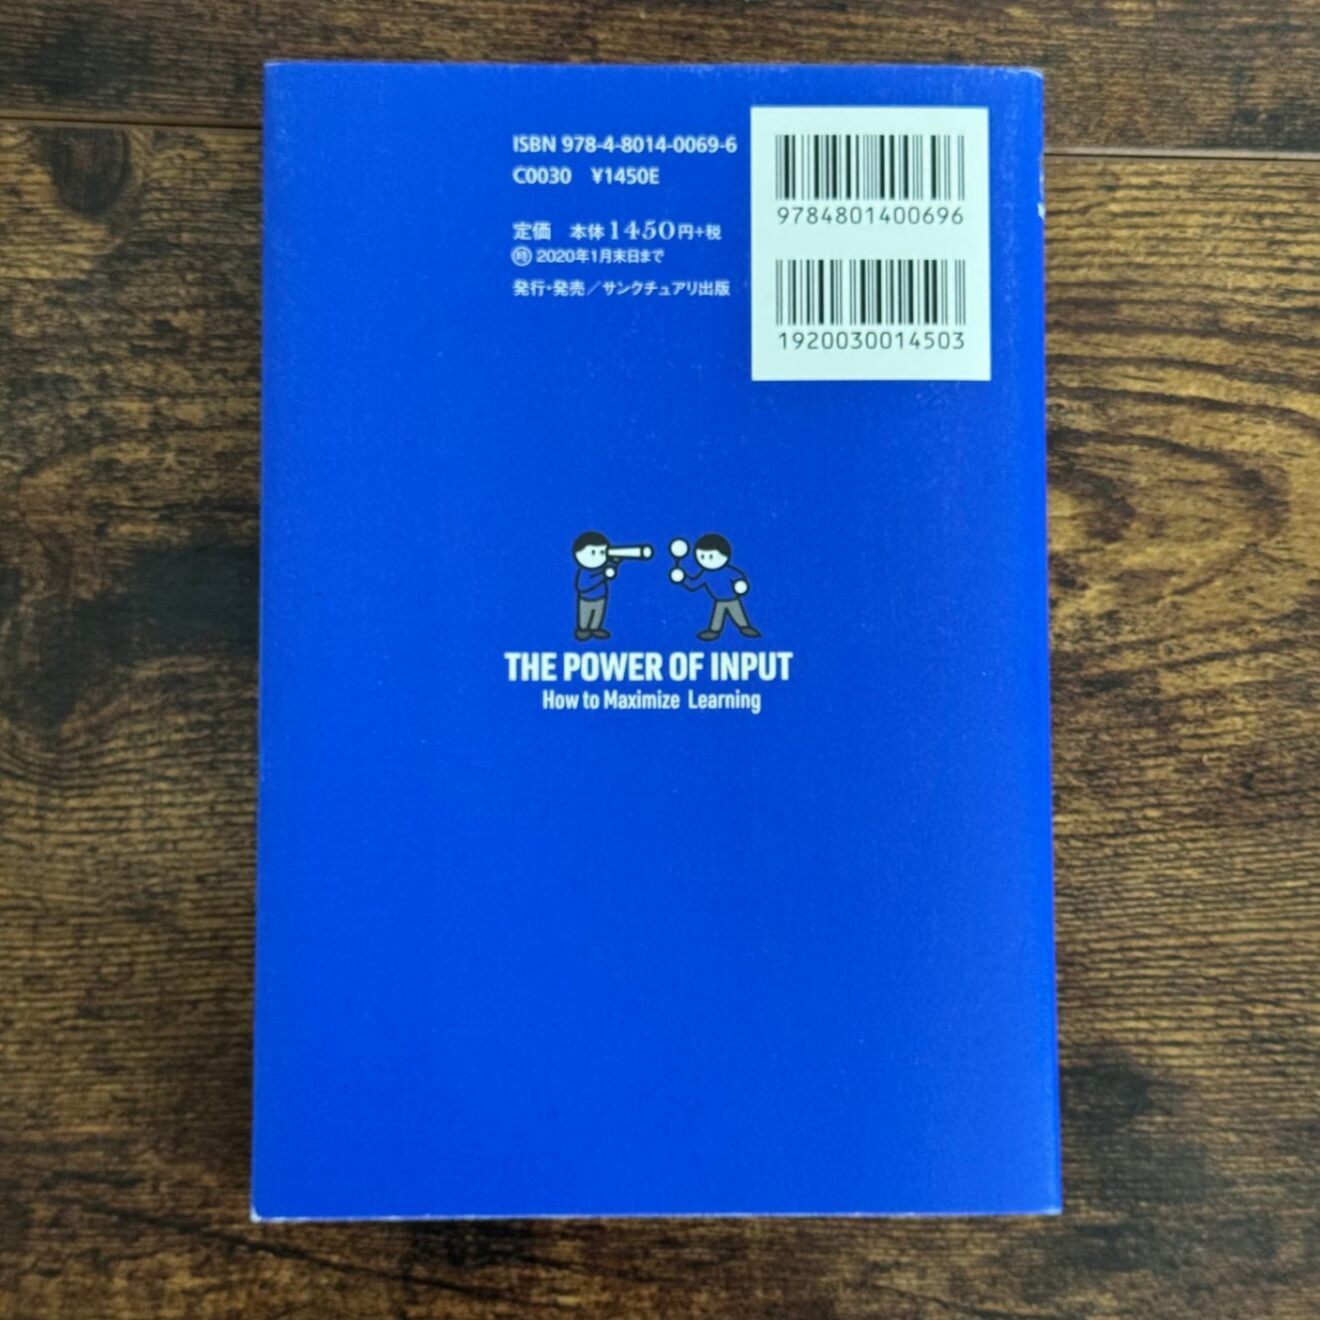 ISBN 978-4-8014-0069-6
C0030 ¥1450E
定価 本体1450円+税
㊕ 2020年1月末日まで
発行・発売/サンクチュアリ出版
9784801400696
1920030014503
THE POWER OF INPUT
How to Maximize Learning